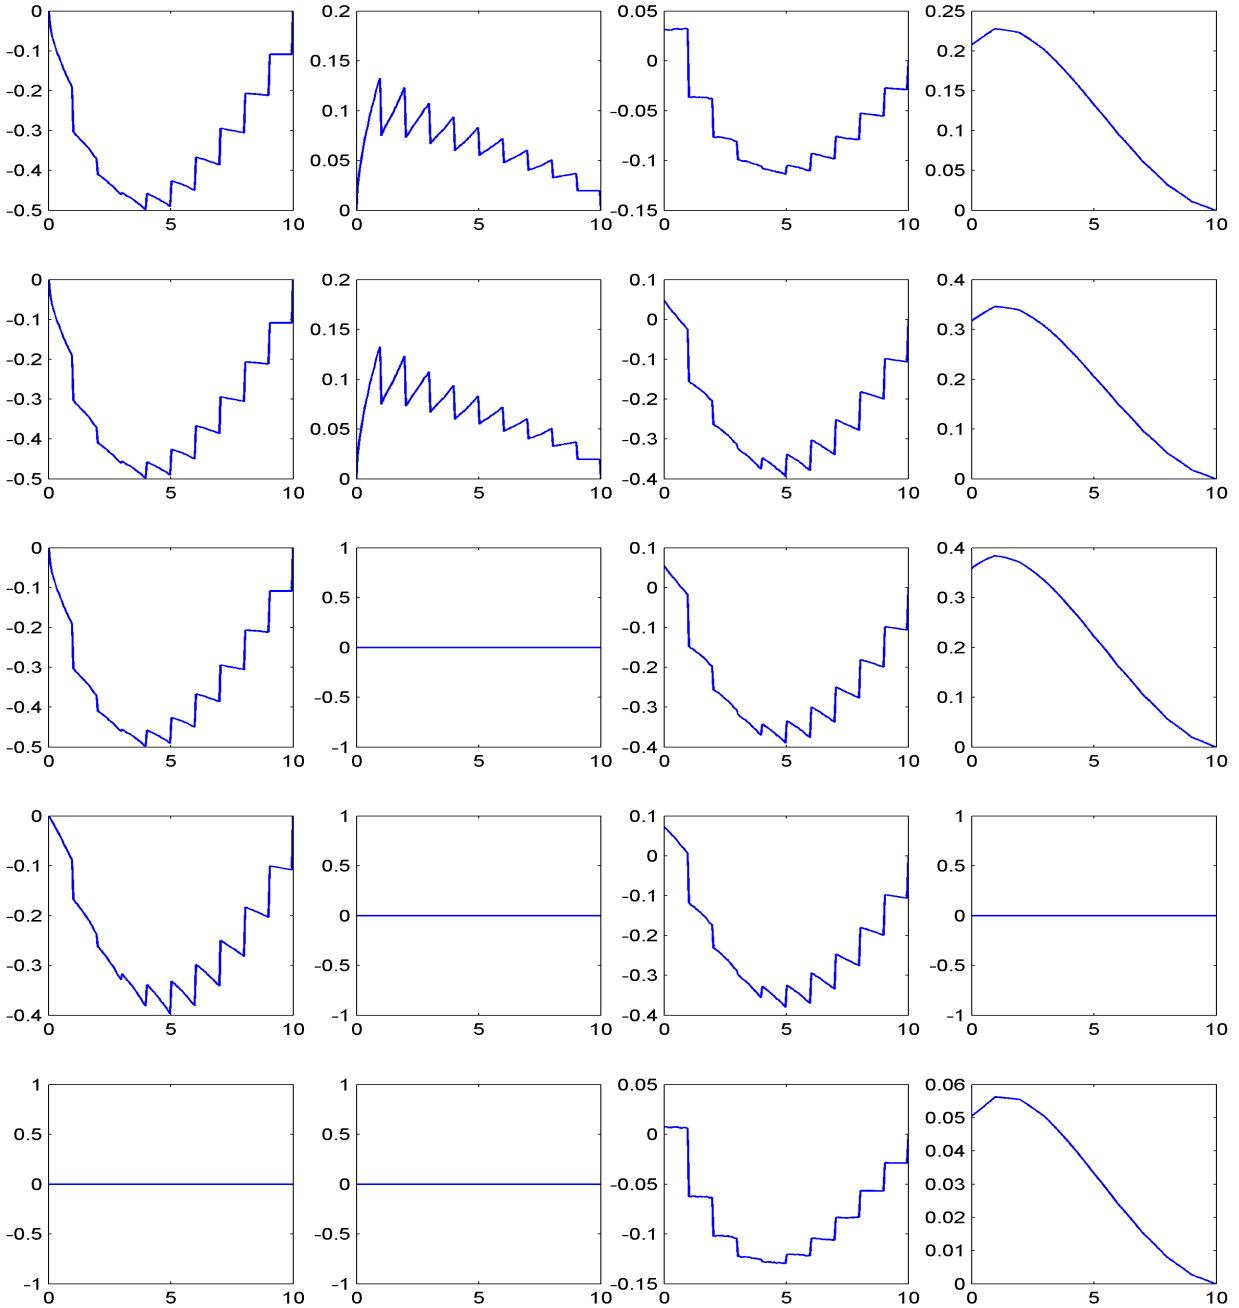 0 0.2 0.05 0.25
-0.1 0.15 0 0.2
-0.2 -0.05 0.15
-0.3 0.1 0.1
-0.4 0.05 -0.1 0.05
-0.5 0 -0.15 0
0 5 10 0 5 10 0 5 10 0 5 10
0 0.2 0.1 0.4
-0.1 0.15 0 0.3
-0.2 -0.1
0.1 0.2
-0.3 -0.2
-0.4 0.05 -0.3 0.1
-0.5 0 -0.4 0
0 5 10 0 5 10 0 5 10 0 5 10
0 1 0.1 0.4
-0.1 0.5 0 0.3
-0.2 -0.1
0 0.2
-0.3 -0.2
-0.4 -0.5 -0.3 0.1
-0.5 -1 -0.4 0
0 5 10 0 5 10 0 5 10 0 5 10
0 1 0.1 1
-0.1 0.5 0 0.5
-0.1
-0.2 0 0
-0.2
-0.3 -0.5 -0.3 -0.5
-0.4 -1 -0.4 -1
0 5 10 0 5 10 0 5 10 0 5 10
1 1 0.05 0.06
0.5 0.5 0 0.05
0.04
0 0 -0.05 0.03
0.02
-0.5 -0.5 -0.1 0.01
-1 -1 -0.15 0
0 5 10 0 5 10 0 5 10 0 5 10